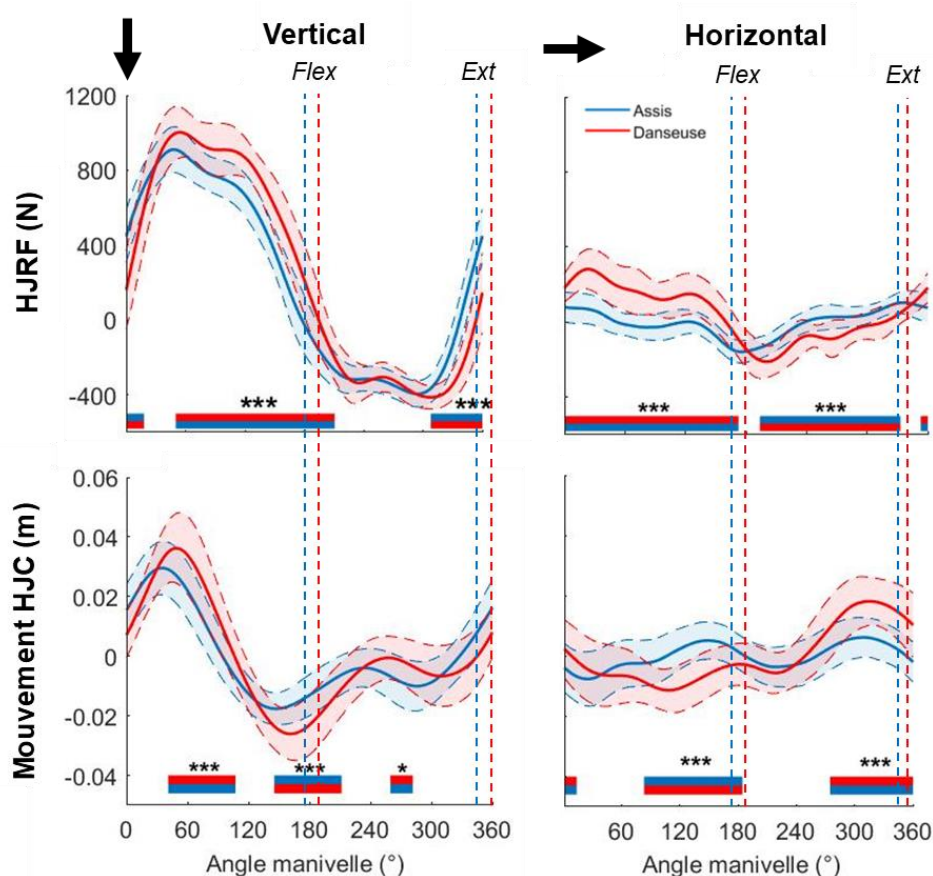 Vertical
Horizontal
Flex
Ext
Flex
Ext
HJRF (N)
1200
800
400
0
-400
***
***
Assis
Danseuse
***
***
Mouvement HJC (m)
0.06
0.04
0.02
0
-0.02
-0.04
***
***
*
***
***
0
60
120
180
240
300
360
Angle manivelle (°)
60
120
180
240
300
360
Angle manivelle (°)